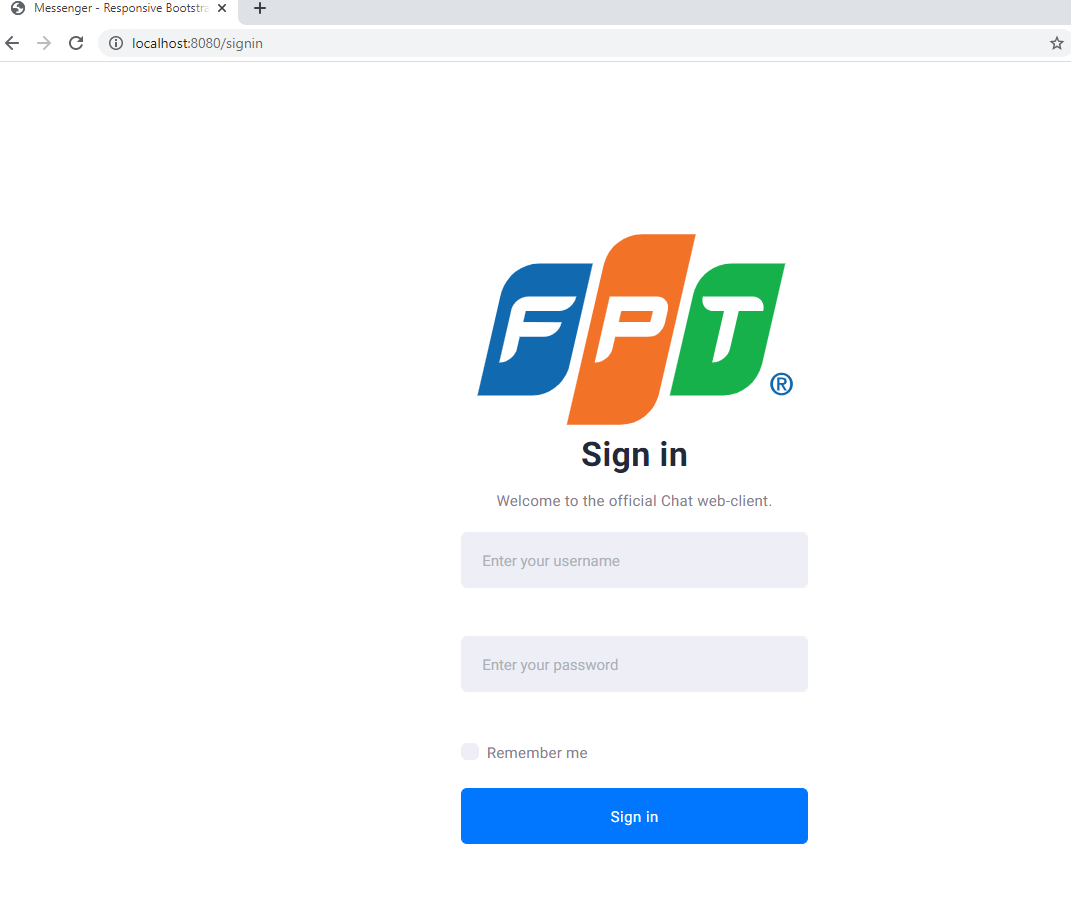 Messenger - Responsive Bootstra
localhost:8080/signin
FPT®
Sign in
Welcome to the official Chat web-client.
Enter your username
Enter your password
Remember me
Sign in